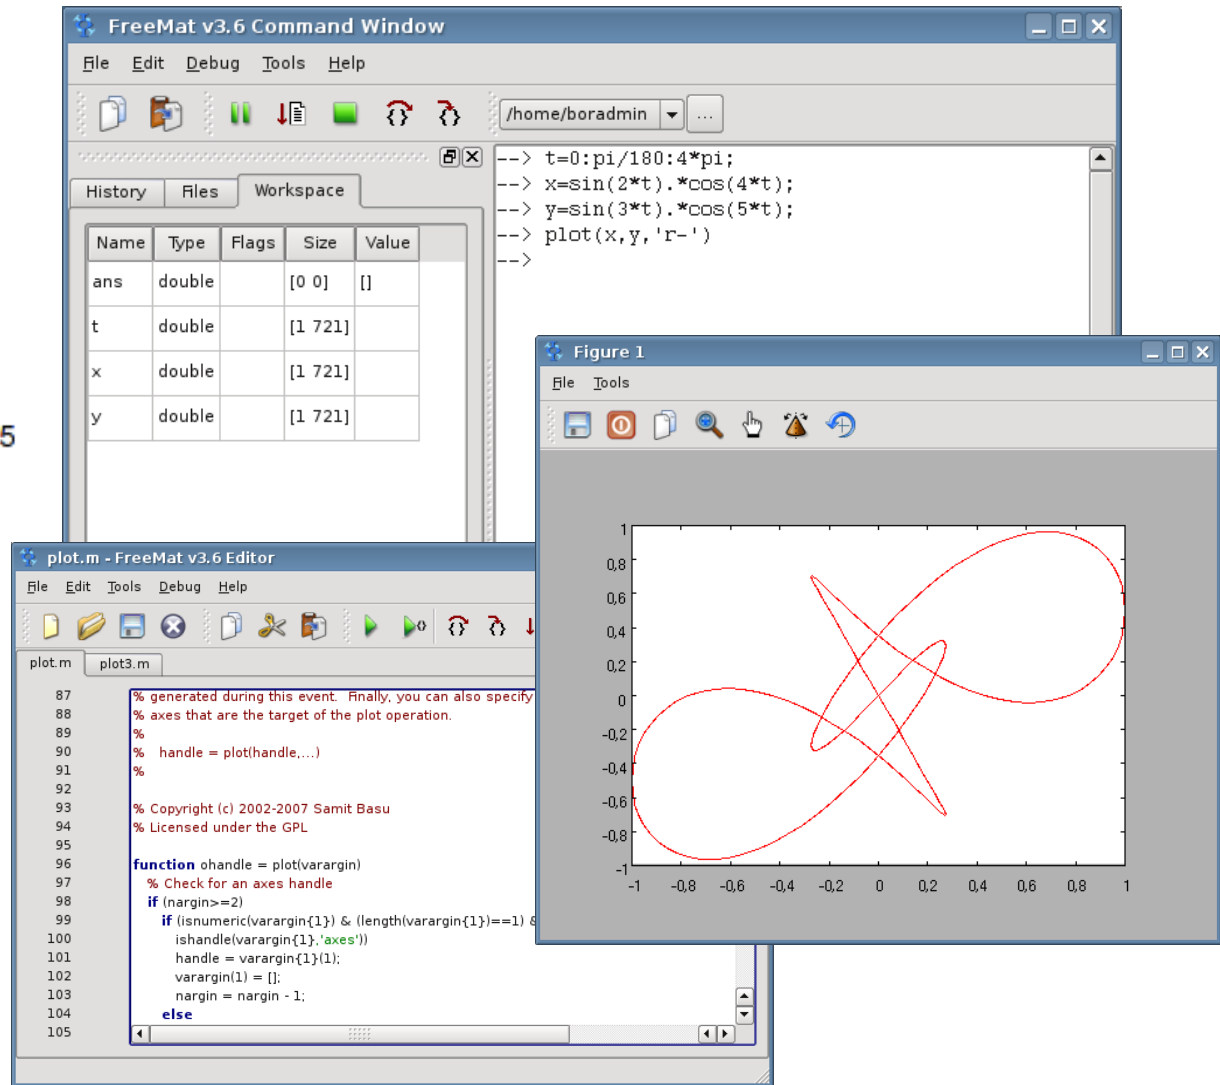 FreeMat v3.6 Command Window
File Edit Debug Tools Help
/home/boradmin ...
History Files Workspace
Name Type Flags Size Value
ans double [0 0] []
t double [1 721]
x double [1 721]
y double [1 721]
--> t=0:pi/180:4*pi;
--> x=sin(2*t).*cos(4*t);
--> y=sin(3*t).*cos(5*t);
--> plot(x,y,'r-')
-->
5
Figure 1
File Tools
1
0,8
0,6
0,4
0,2
0
-0,2
-0,4
-0,6
-0,8
-1
-1 -0,8 -0,6 -0,4 -0,2 0 0,2 0,4 0,6 0,8 1
plot.m - FreeMat v3.6 Editor
File Edit Tools Debug Help
plot.m plot3.m
87 % generated during this event. Finally, you can also specify
88 % axes that are the target of the plot operation.
89 %
90 % handle = plot(handle,...)
91 %
92
93 % Copyright (c) 2002-2007 Samit Basu
94 % Licensed under the GPL
95
96 function ohandle = plot(varargin)
97 % Check for an axes handle
98 if (nargin>=2)
99 if (isnumeric(varargin{1}) & (length(varargin{1})==1) &
100 ishandle(varargin{1},'axes'))
101 handle = varargin{1}(1);
102 varargin(1) = [];
103 nargin = nargin - 1;
104 else
105